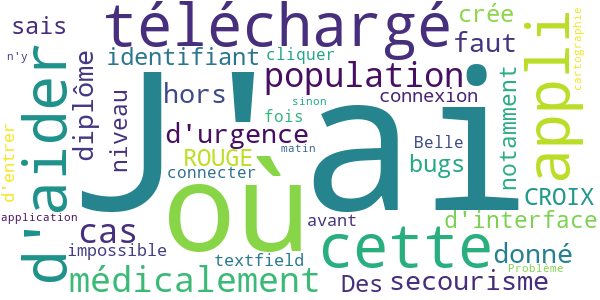 téléchargé
crée
sais
faut
appli
cartographie
n'y
identifiant
cliquer
d'aider
diplôme
population
hors
J'ai
connexion
niveau
notamment
fois
sinon
d'urgence
où
Belle
d'entrer
ROUGE
matin
bugs
connecter
CROIX
application
cas
avant
d'interface
impossible
cette
donné
textfield
Problème
médicalement
Des
secourisme